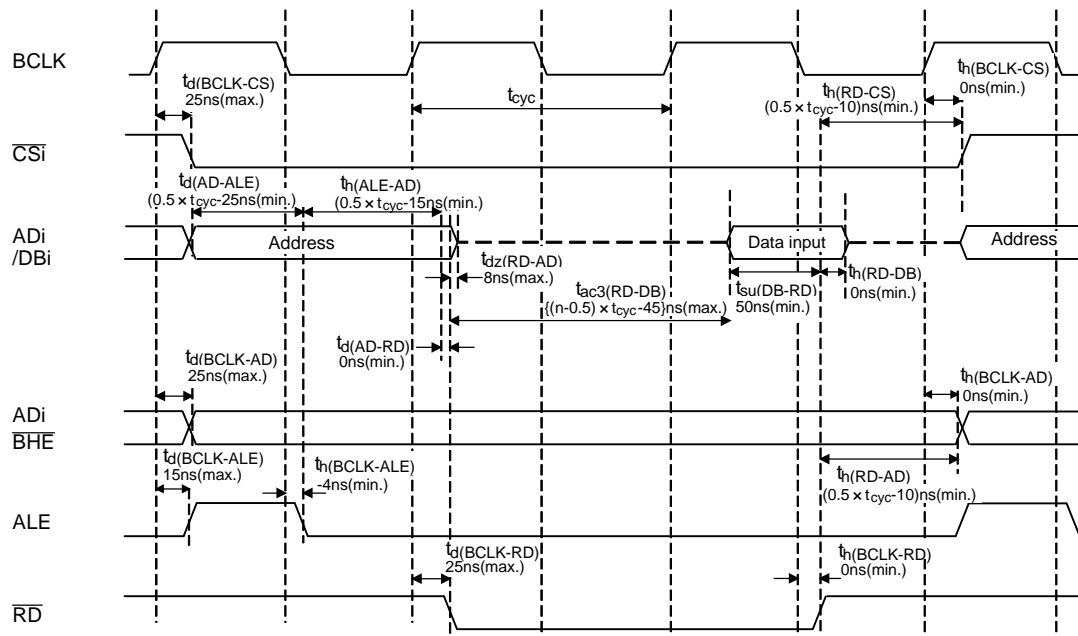 BCLK
td(BCLK-CS)
25ns(max.)
tcyc
th(RD-CS)
(0.5 × tcyc-10)ns(min.)
th(BCLK-CS)
0ns(min.)
CSi
td(AD-ALE)
(0.5 × tcyc-25ns(min.)
th(ALE-AD)
(0.5 × tcyc-15ns(min.)
ADi
/DBi
Address
Data input
Address
tdz(RD-AD)
8ns(max.)
tac3(RD-DB)
{(n-0.5) × tcyc-45}ns(max.)
tsu(DB-RD)
50ns(min.)
th(RD-DB)
0ns(min.)
td(AD-RD)
0ns(min.)
td(BCLK-AD)
25ns(max.)
th(BCLK-AD)
0ns(min.)
ADi
BHE
td(BCLK-ALE)
15ns(max.)
th(BCLK-ALE)
-4ns(min.)
th(RD-AD)
(0.5 × tcyc-10)ns(min.)
ALE
td(BCLK-RD)
25ns(max.)
th(BCLK-RD)
0ns(min.)
RD